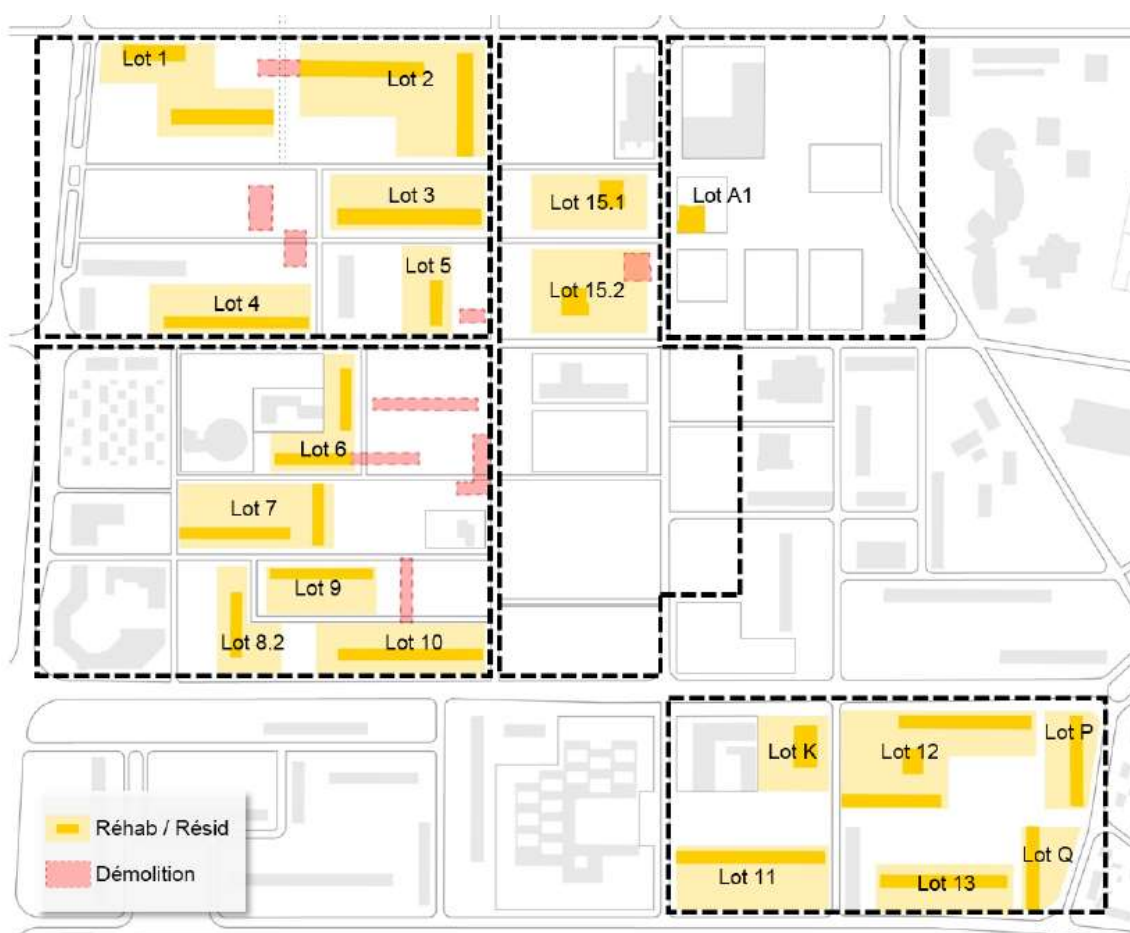 Lot 1
Lot 2
Lot 3
Lot 15.1
Lot A1
Lot 5
Lot 4
Lot 15.2
Lot 6
Lot 7
Lot 9
Lot 8.2
Lot 10
Lot K
Lot 12
Lot P
Lot Q
Lot 11
Lot 13
Réhab / Résid
Démolition